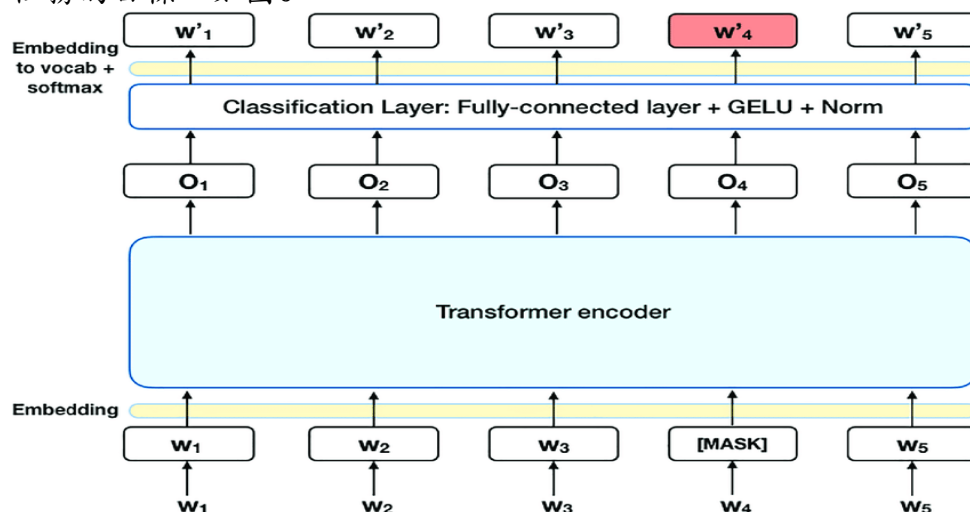 w'1 w'2 w'3 w'4 w'5
Embedding
to vocab +
softmax
Classification Layer: Fully-connected layer + GELU + Norm
O1 O2 O3 O4 O5
Transformer encoder
Embedding
w1 w2 w3 [MASK] w5
w1 w2 w3 w4 w5